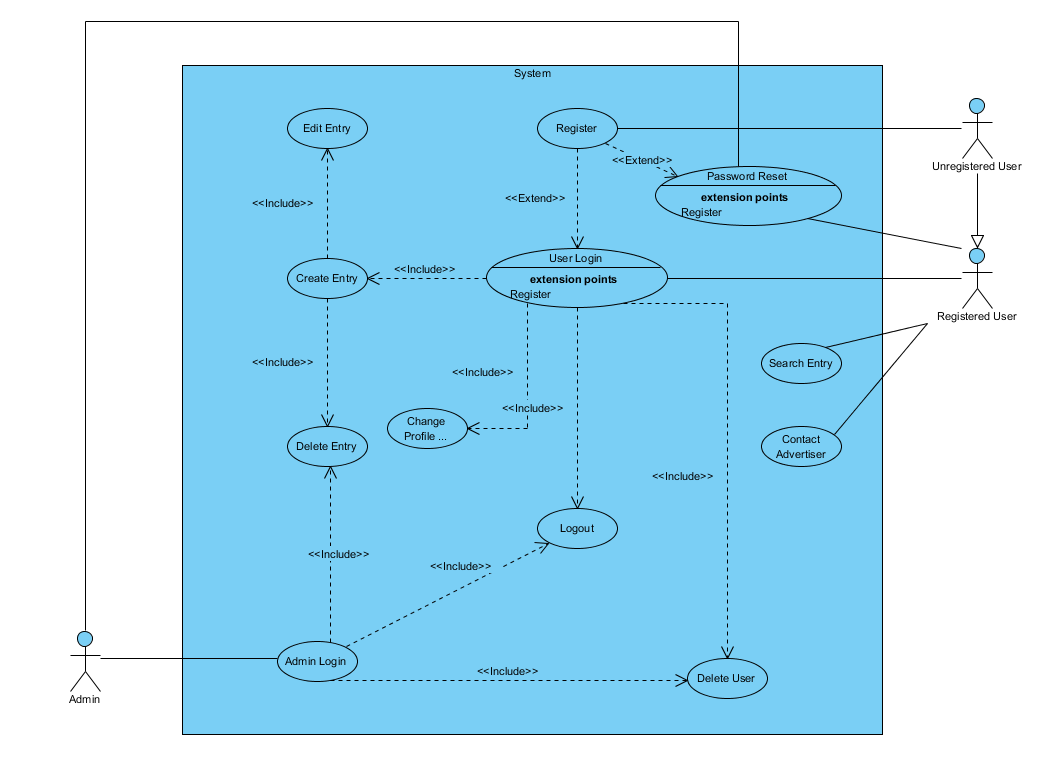 System
Edit Entry
Register
<<Extend>>
Unregistered User
Password Reset
extension points
Register
<<Include>>
<<Extend>>
User Login
extension points
Register
<<Include>>
Create Entry
Registered User
<<Include>>
Search Entry
<<Include>>
<<Include>>
Change
Profile ...
Delete Entry
Contact
Advertiser
<<Include>>
Logout
<<Include>>
<<Include>>
Admin Login
<<Include>>
Delete User
Admin